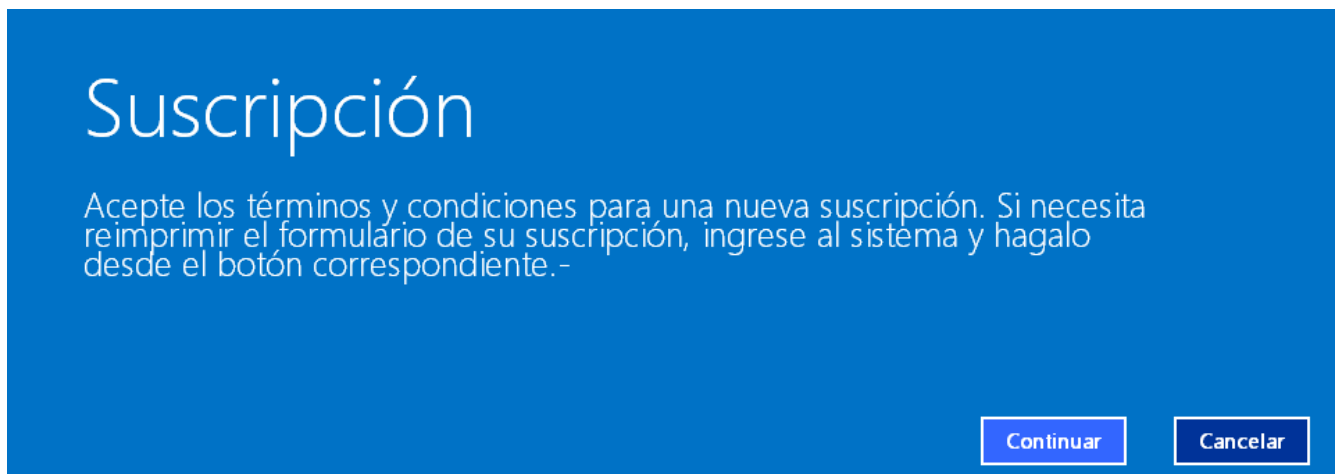 Suscripción
Acepte los términos y condiciones para una nueva suscripción. Si necesita
reimprimir el formulario de su suscripción, ingrese al sistema y hagalo
desde el botón correspondiente.-
Continuar
Cancelar